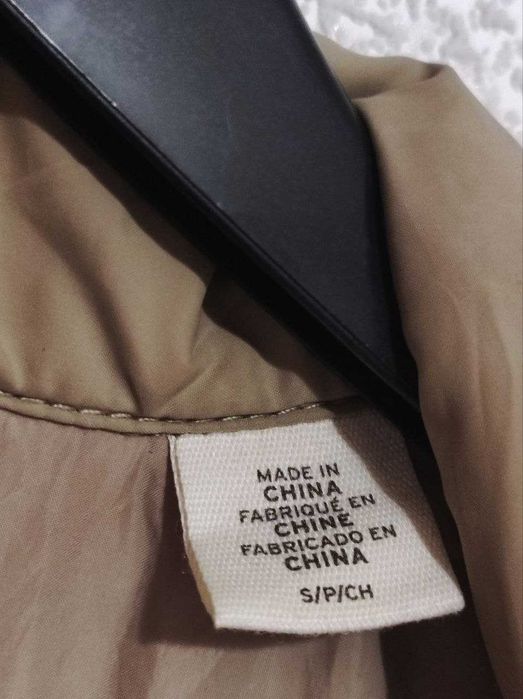 MADE IN
CHINA
FABRIQUÉ EN
CHINE
FABRICADO EN
CHINA
S/P/CH